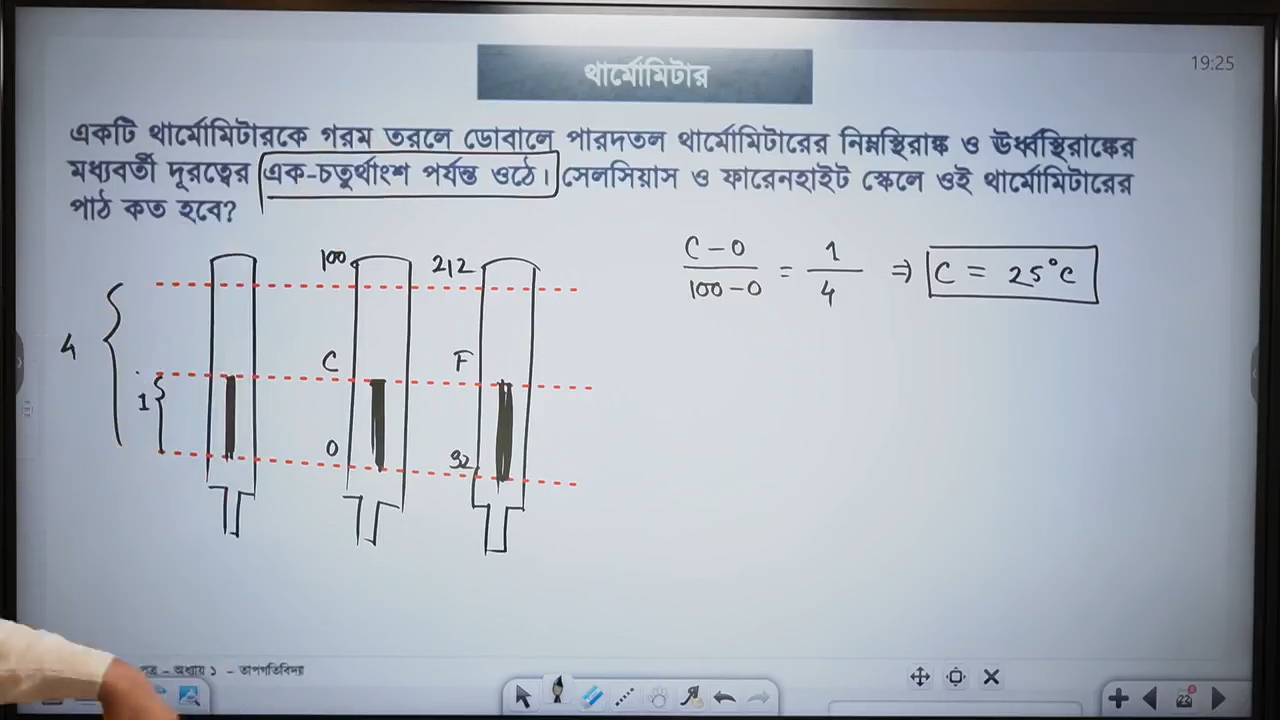 থার্মোমিটার
19:25
একটি থার্মোমিটারকে গরম তরলে ডোবালে পারদতল থার্মোমিটারের নিম্নস্থিরাঙ্ক ও ঊর্ধ্বস্থিরাঙ্কের
মধ্যবর্তী দূরত্বের এক-চতুর্থাংশ পর্যন্ত ওঠে। সেলসিয়াস ও ফারেনহাইট স্কেলে ওই থার্মোমিটারের
পাঠ কত হবে?
100 212
4
C F
1
0 32
C - 0 / 100 - 0 = 1 / 4 ⇒ C = 25°C
অধ্যায় ১ – তাপগতিবিদ্যা
22